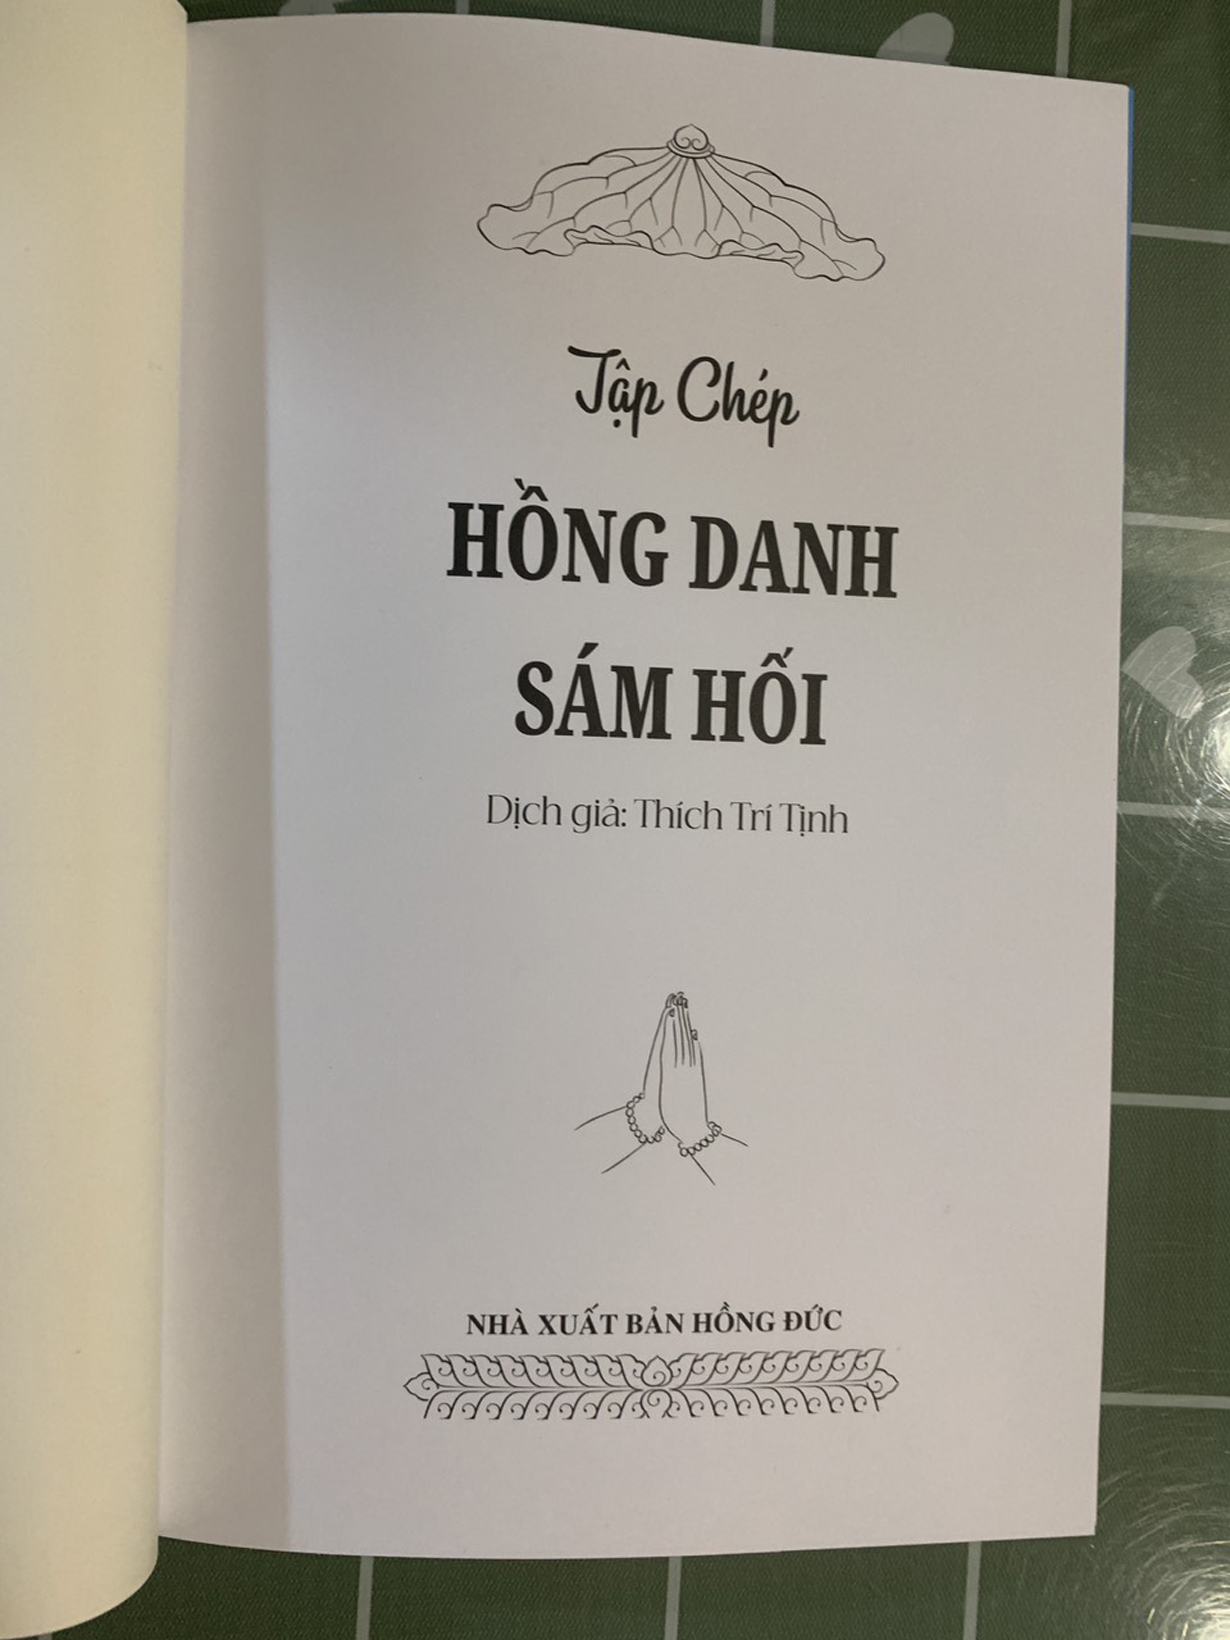 Tập Chép
HỒNG DANH
SÁM HỐI
Dịch giả: Thích Trí Tịnh
NHÀ XUẤT BẢN HỒNG ĐỨC